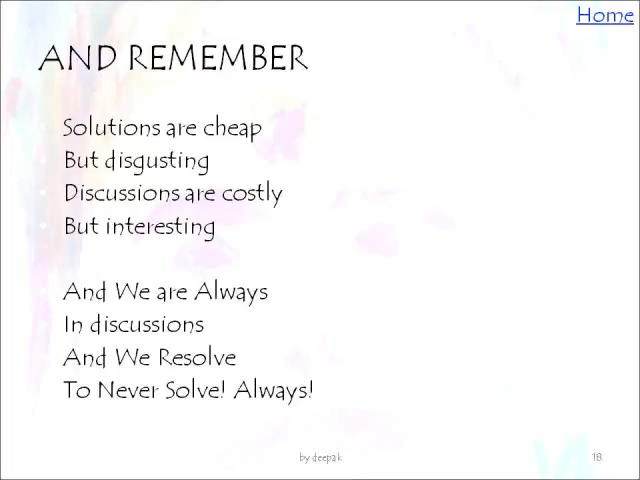 Home
AND REMEMBER
Solutions are cheap
But disgusting
Discussions are costly
But interesting
And We are Always
In discussions
And We Resolve
To Never Solve! Always!
by deepak
18